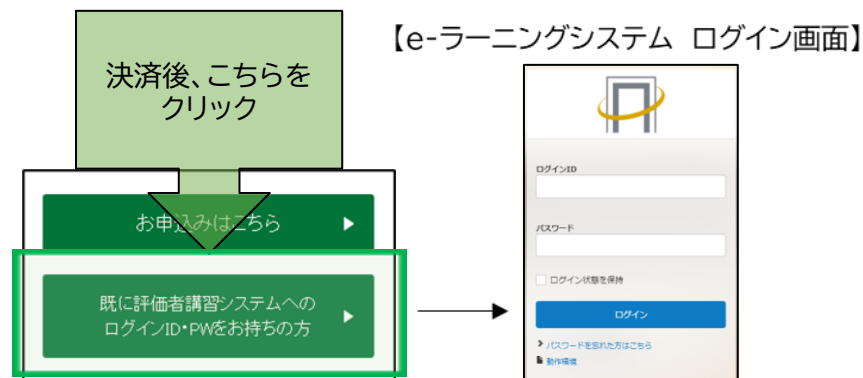 【e-ラーニングシステム ログイン画面】
決済後、こちらを
クリック
お申込みはこちら
既に評価者講習システムへの
ログインID・PWをお持ちの方
ログインID
パスワード
ログイン状態を保持
ログイン
パスワードを忘れた方はこちら
動作環境